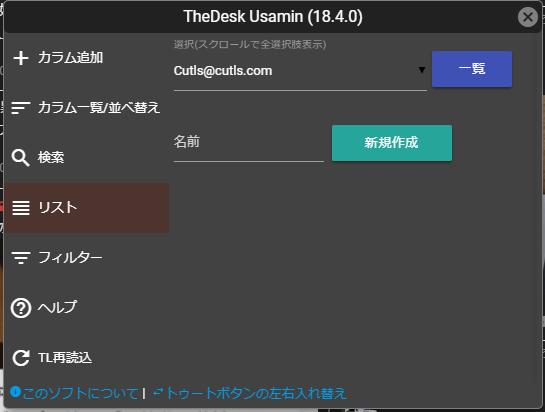 TheDesk Usamin (18.4.0)
カラム追加
カラム一覧/並べ替え
検索
リスト
フィルター
ヘルプ
TL再読込
選択(スクロールで全選択肢表示)
Cutls@cutls.com
一覧
名前
新規作成
このソフトについて | トゥートボタンの左右入れ替え